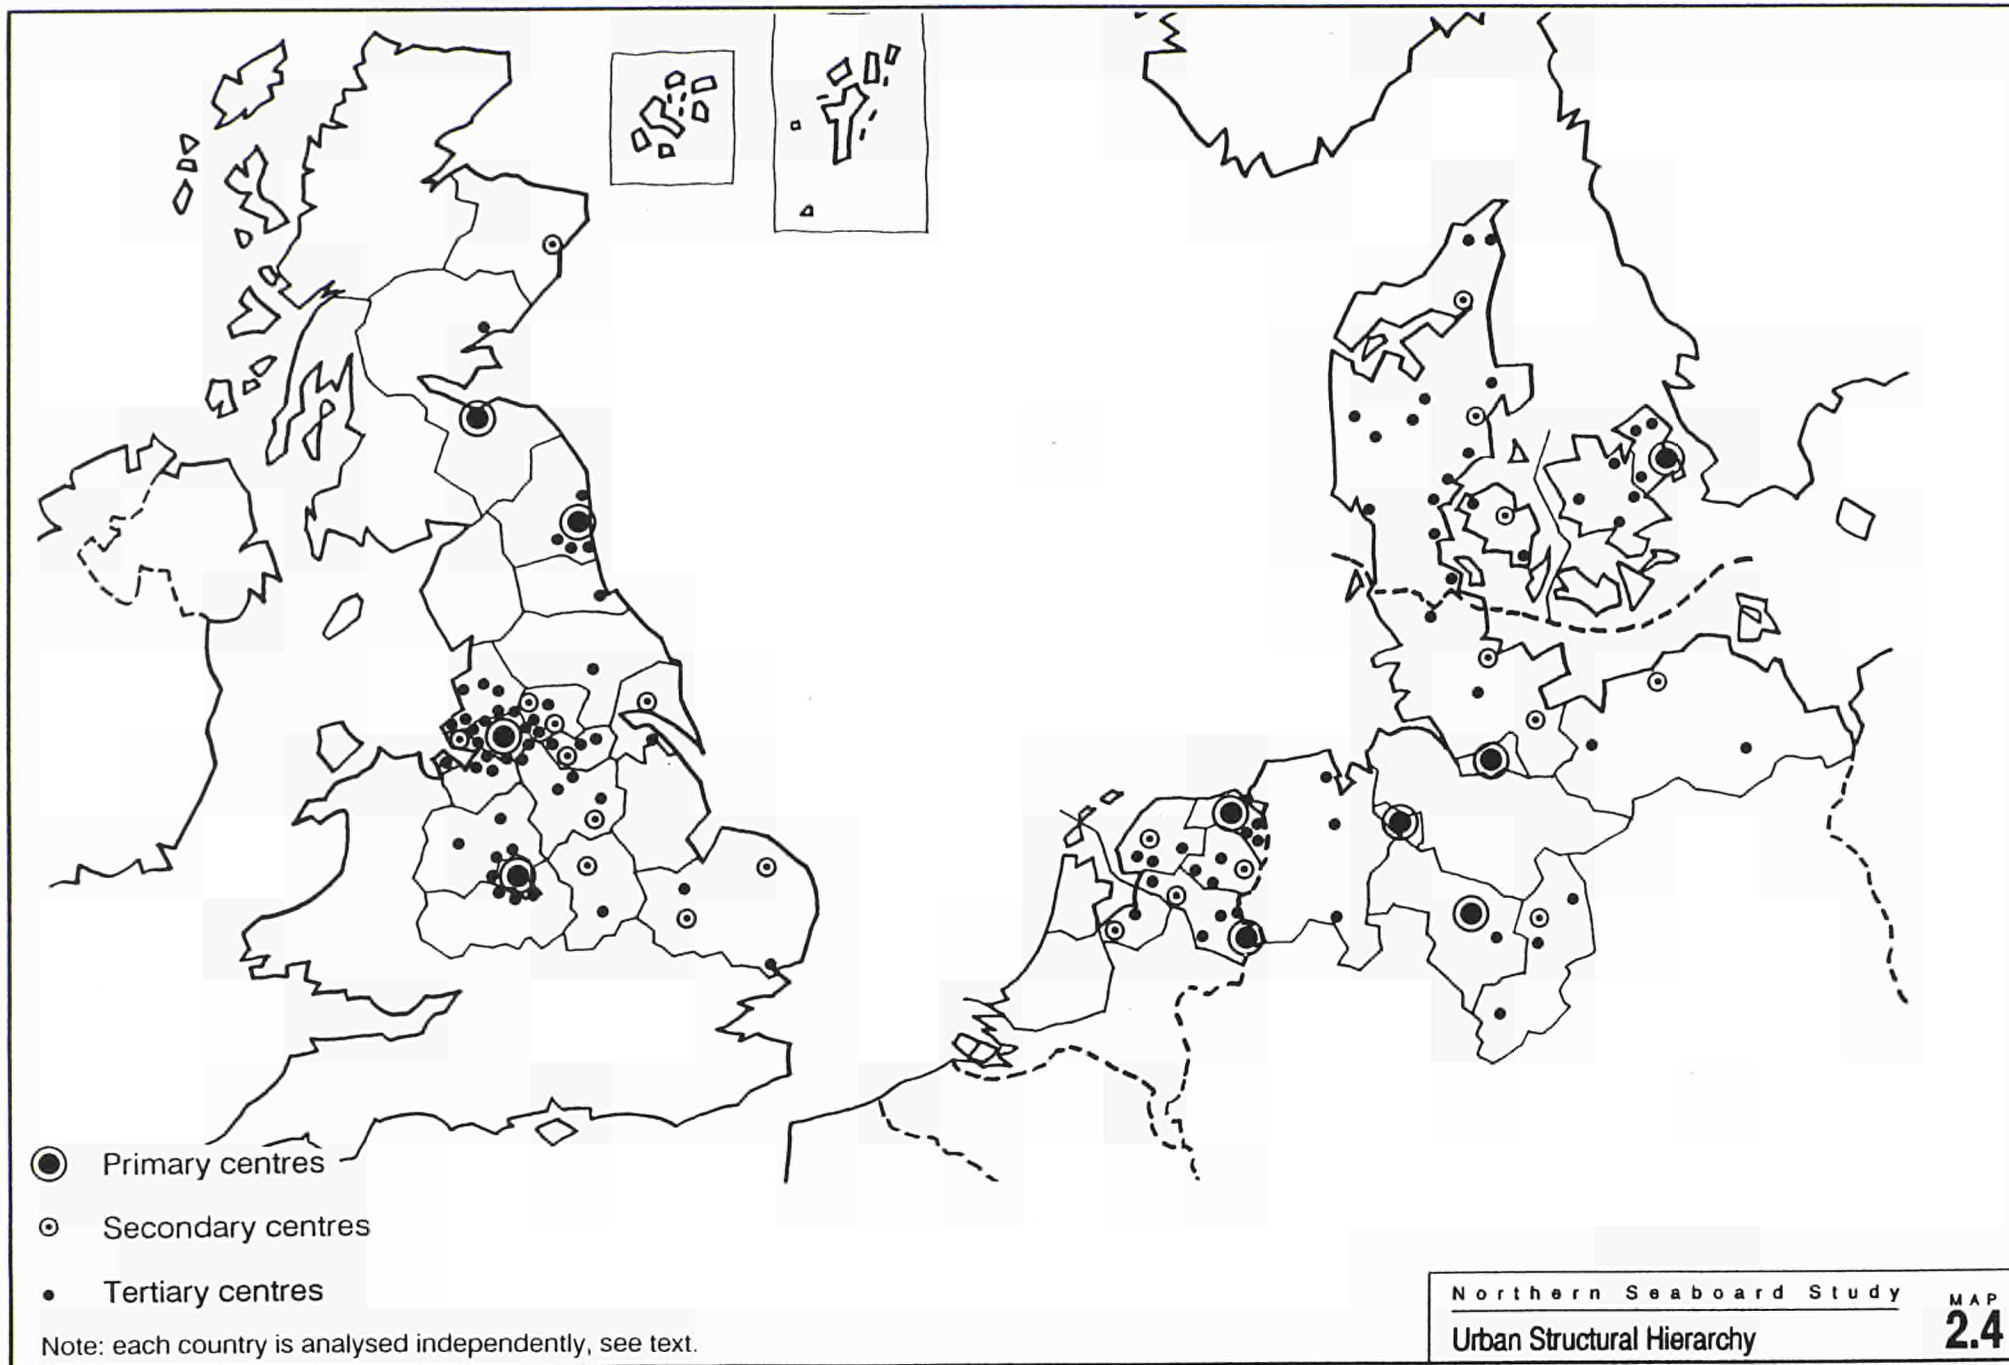 Primary centres
Secondary centres
Tertiary centres
Note: each country is analysed independently, see text.
Northern Seaboard Study
Urban Structural Hierarchy
MAP
2.4